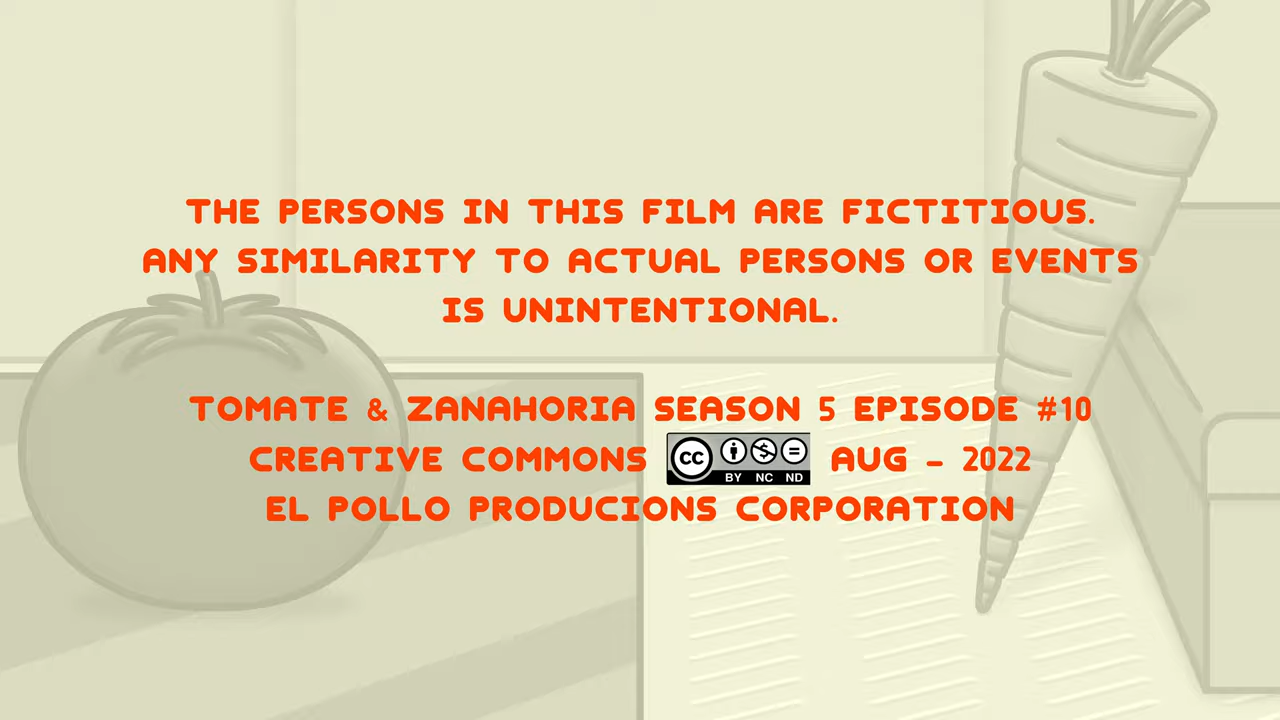 THE PERSONS IN THIS FILM ARE FICTITIOUS.
ANY SIMILARITY TO ACTUAL PERSONS OR EVENTS
IS UNINTENTIONAL.
TOMATE & ZANAHORIA SEASON 5 EPISODE #10
CREATIVE COMMONS cc BY NC ND AUG - 2022
EL POLLO PRODUCIONS CORPORATION